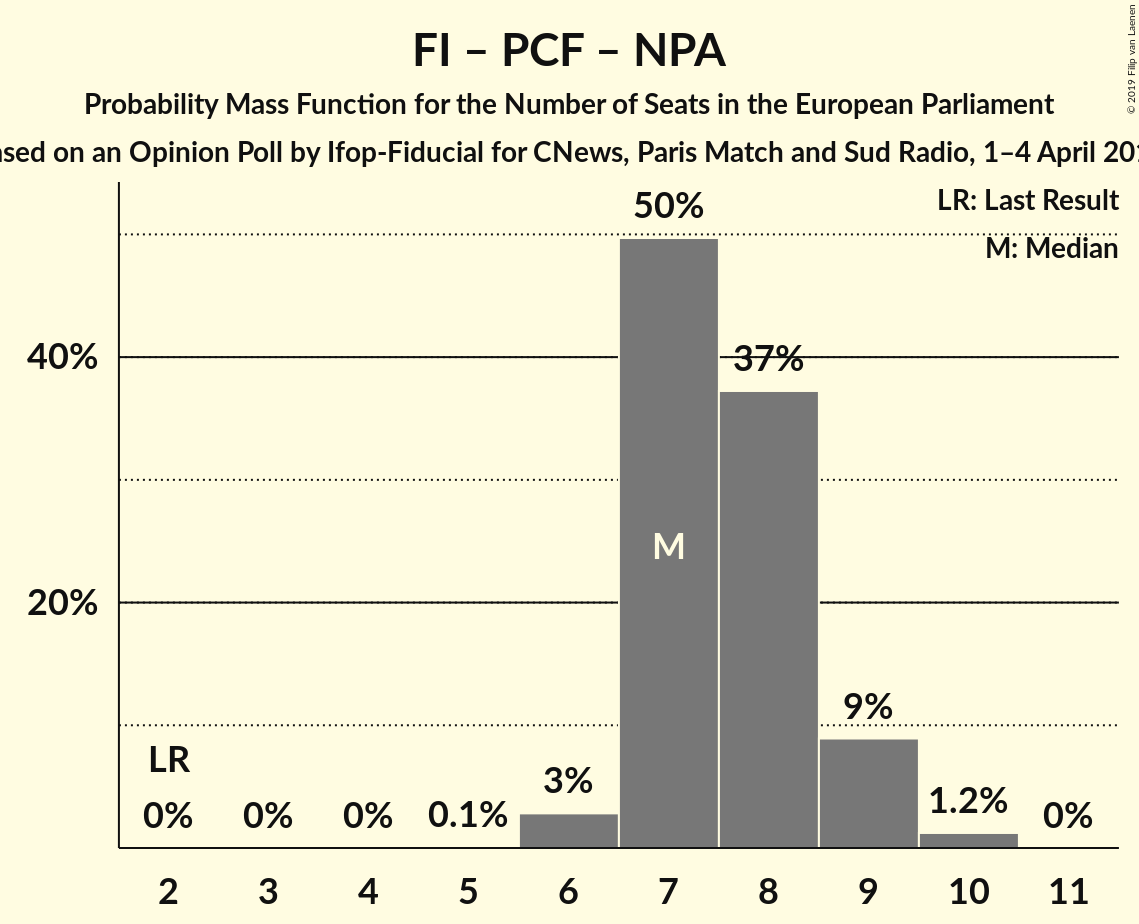 FI – PCF – NPA
Probability Mass Function for the Number of Seats in the European Parliament
on an Opinion Poll by Ifop-Fiducial for CNews, Paris Match and Sud Radio, 1–4 April
© 2019 Filip van Laenen
LR: Last Result
M: Median
50%
40%
37%
M
20%
9%
LR
3%
0% 0% 0% 0.1% 1.2% 0%
2 3 4 5 6 7 8 9 10 11